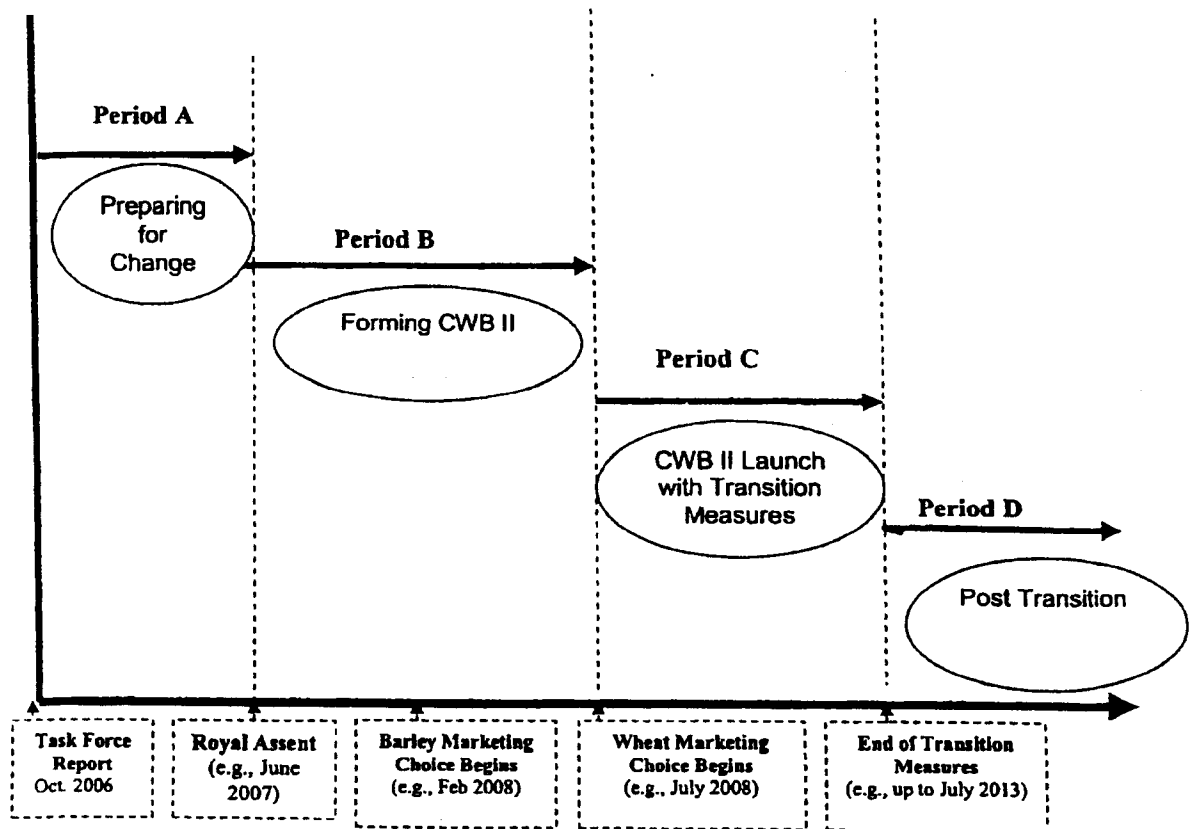 Period A
Preparing
for
Change
Period B
Forming CWB II
Period C
CWB II Launch
with Transition
Measures
Period D
Post Transition
Task Force
Report
Oct. 2006
Royal Assent
(e.g., June
2007)
Barley Marketing
Choice Begins
(e.g., Feb 2008)
Wheat Marketing
Choice Begins
(e.g., July 2008)
End of Transition
Measures
(e.g., up to July 2013)